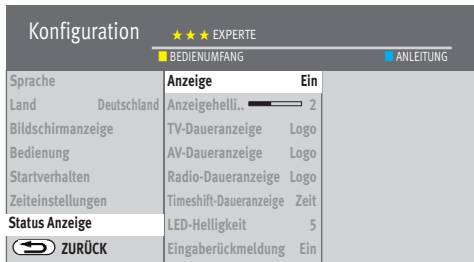 Konfiguration
★ ★ ★ EXPERTE
BEDIENUMFANG
ANLEITUNG
Sprache
Land Deutschland
Bildschirmanzeige
Bedienung
Startverhalten
Zeiteinstellungen
Status Anzeige
ZURÜCK
Anzeige Ein
Anzeigehelli.. 2
TV-Daueranzeige Logo
AV-Daueranzeige Logo
Radio-Daueranzeige Logo
Timeshift-Daueranzeige Zeit
LED-Helligkeit 5
Eingaberückmeldung Ein